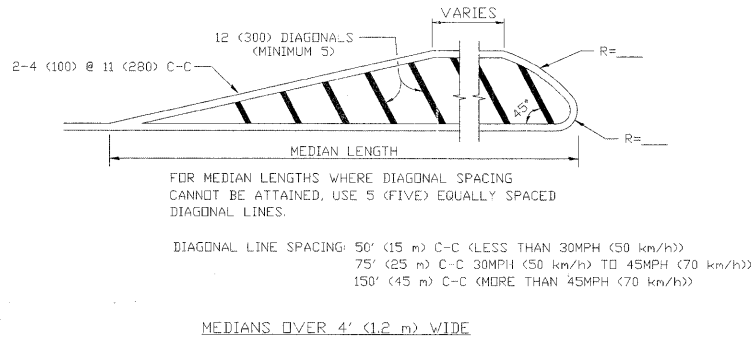 VARIES
12 (300) DIAGONALS
(MINIMUM 5)
R=___
2-4 (100) @ 11 (280) C-C
45°
R=___
MEDIAN LENGTH
FOR MEDIAN LENGTHS WHERE DIAGONAL SPACING
CANNOT BE ATTAINED, USE 5 (FIVE) EQUALLY SPACED
DIAGONAL LINES.
DIAGONAL LINE SPACING: 50' (15 m) C-C (LESS THAN 30MPH (50 km/h))
75' (25 m) C-C 30MPH (50 km/h) TO 45MPH (70 km/h))
150' (45 m) C-C (MORE THAN 45MPH (70 km/h))
MEDIANS OVER 4' (1.2 m) WIDE